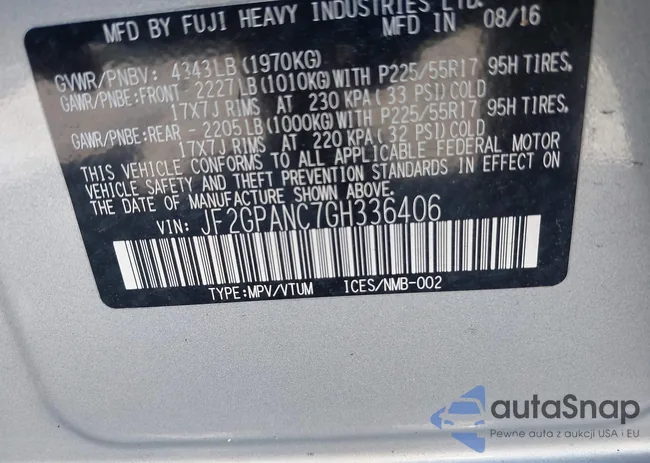 MFD BY FUJI HEAVY INDUSTRIES LTD.
MFD IN 08/16
GVWR/PNBV: 4343LB(1970KG)
GAWR/PNBE:FRONT - 2227LB(1010KG)WITH P225/55R17 95H TIRES,
17X7J RIMS AT 230 KPA(33 PSI)COLD
GAWR/PNBE:REAR - 2205LB(1000KG)WITH P225/55R17 95H TIRES,
17X7J RIMS AT 220 KPA(32 PSI)COLD
THIS VEHICLE CONFORMS TO ALL APPLICABLE FEDERAL MOTOR
VEHICLE SAFETY AND THEFT PREVENTION STANDARDS IN EFFECT ON
THE DATE OF MANUFACTURE SHOWN ABOVE.
VIN: JF2GPANC7GH336406
TYPE:MPV/VTUM ICES/NMB-002
autaSnap
Pewne auta z aukcji USA i EU